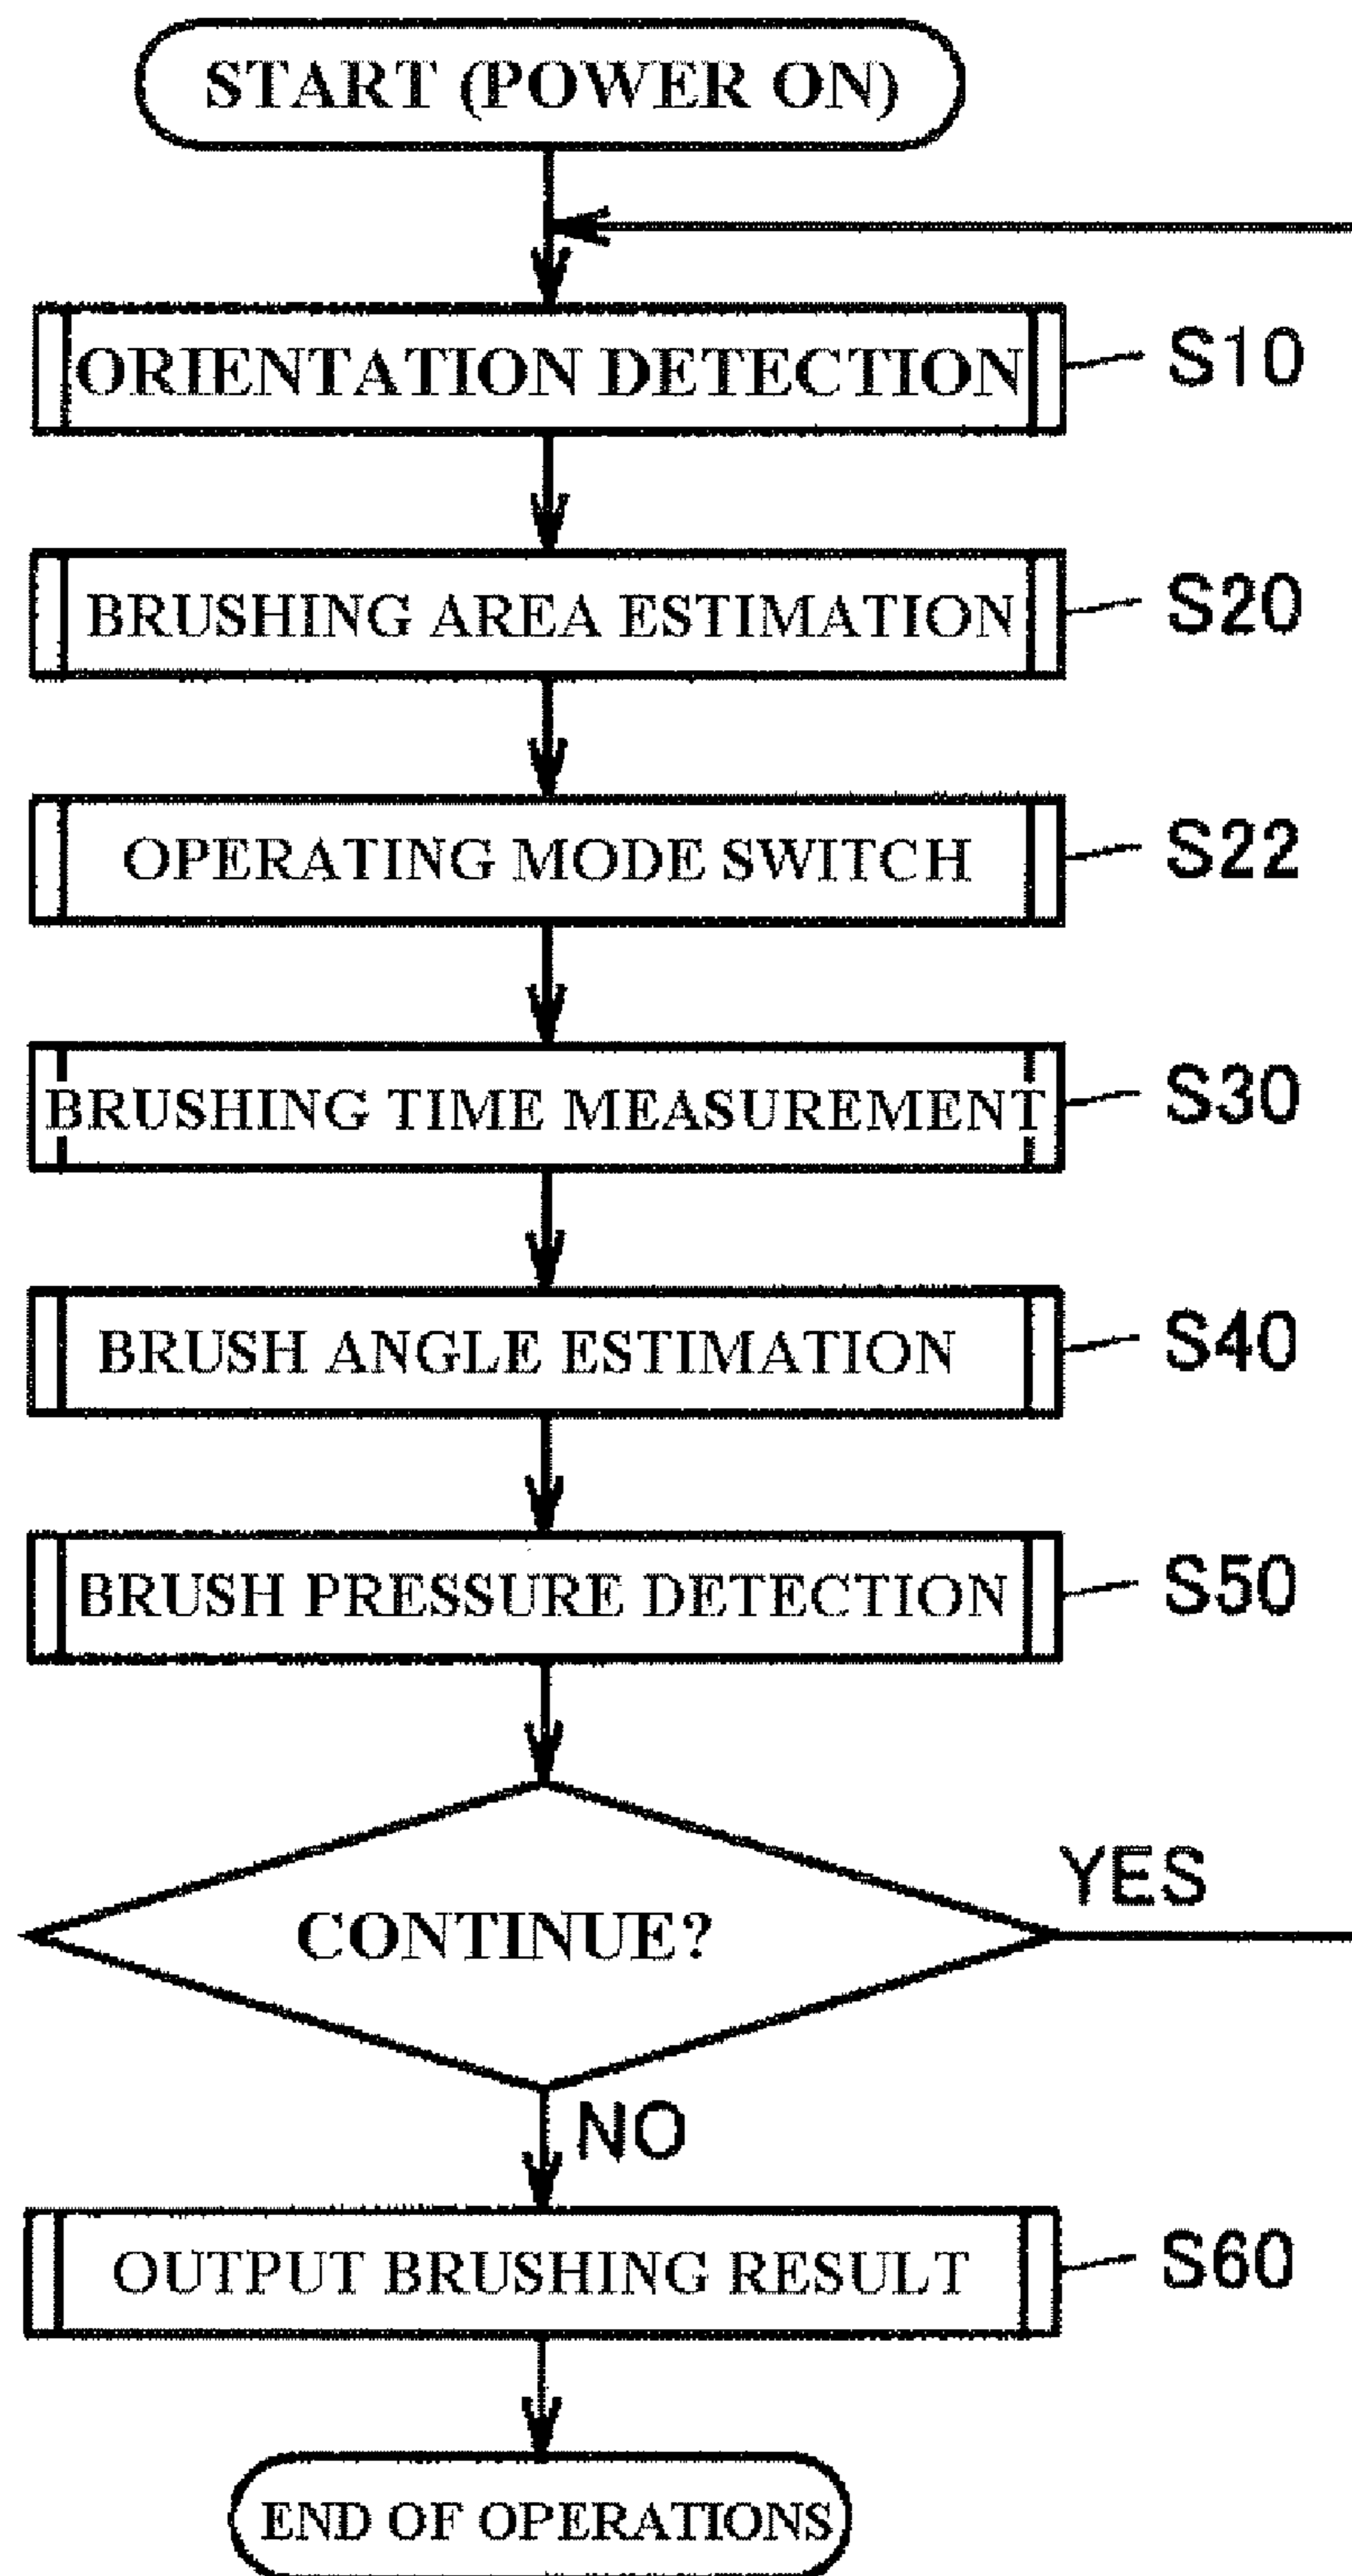 START (POWER ON)
ORIENTATION DETECTION
S10
BRUSHING AREA ESTIMATION
S20
OPERATING MODE SWITCH
S22
BRUSHING TIME MEASUREMENT
S30
BRUSH ANGLE ESTIMATION
S40
BRUSH PRESSURE DETECTION
S50
CONTINUE?
YES
NO
OUTPUT BRUSHING RESULT
S60
END OF OPERATIONS